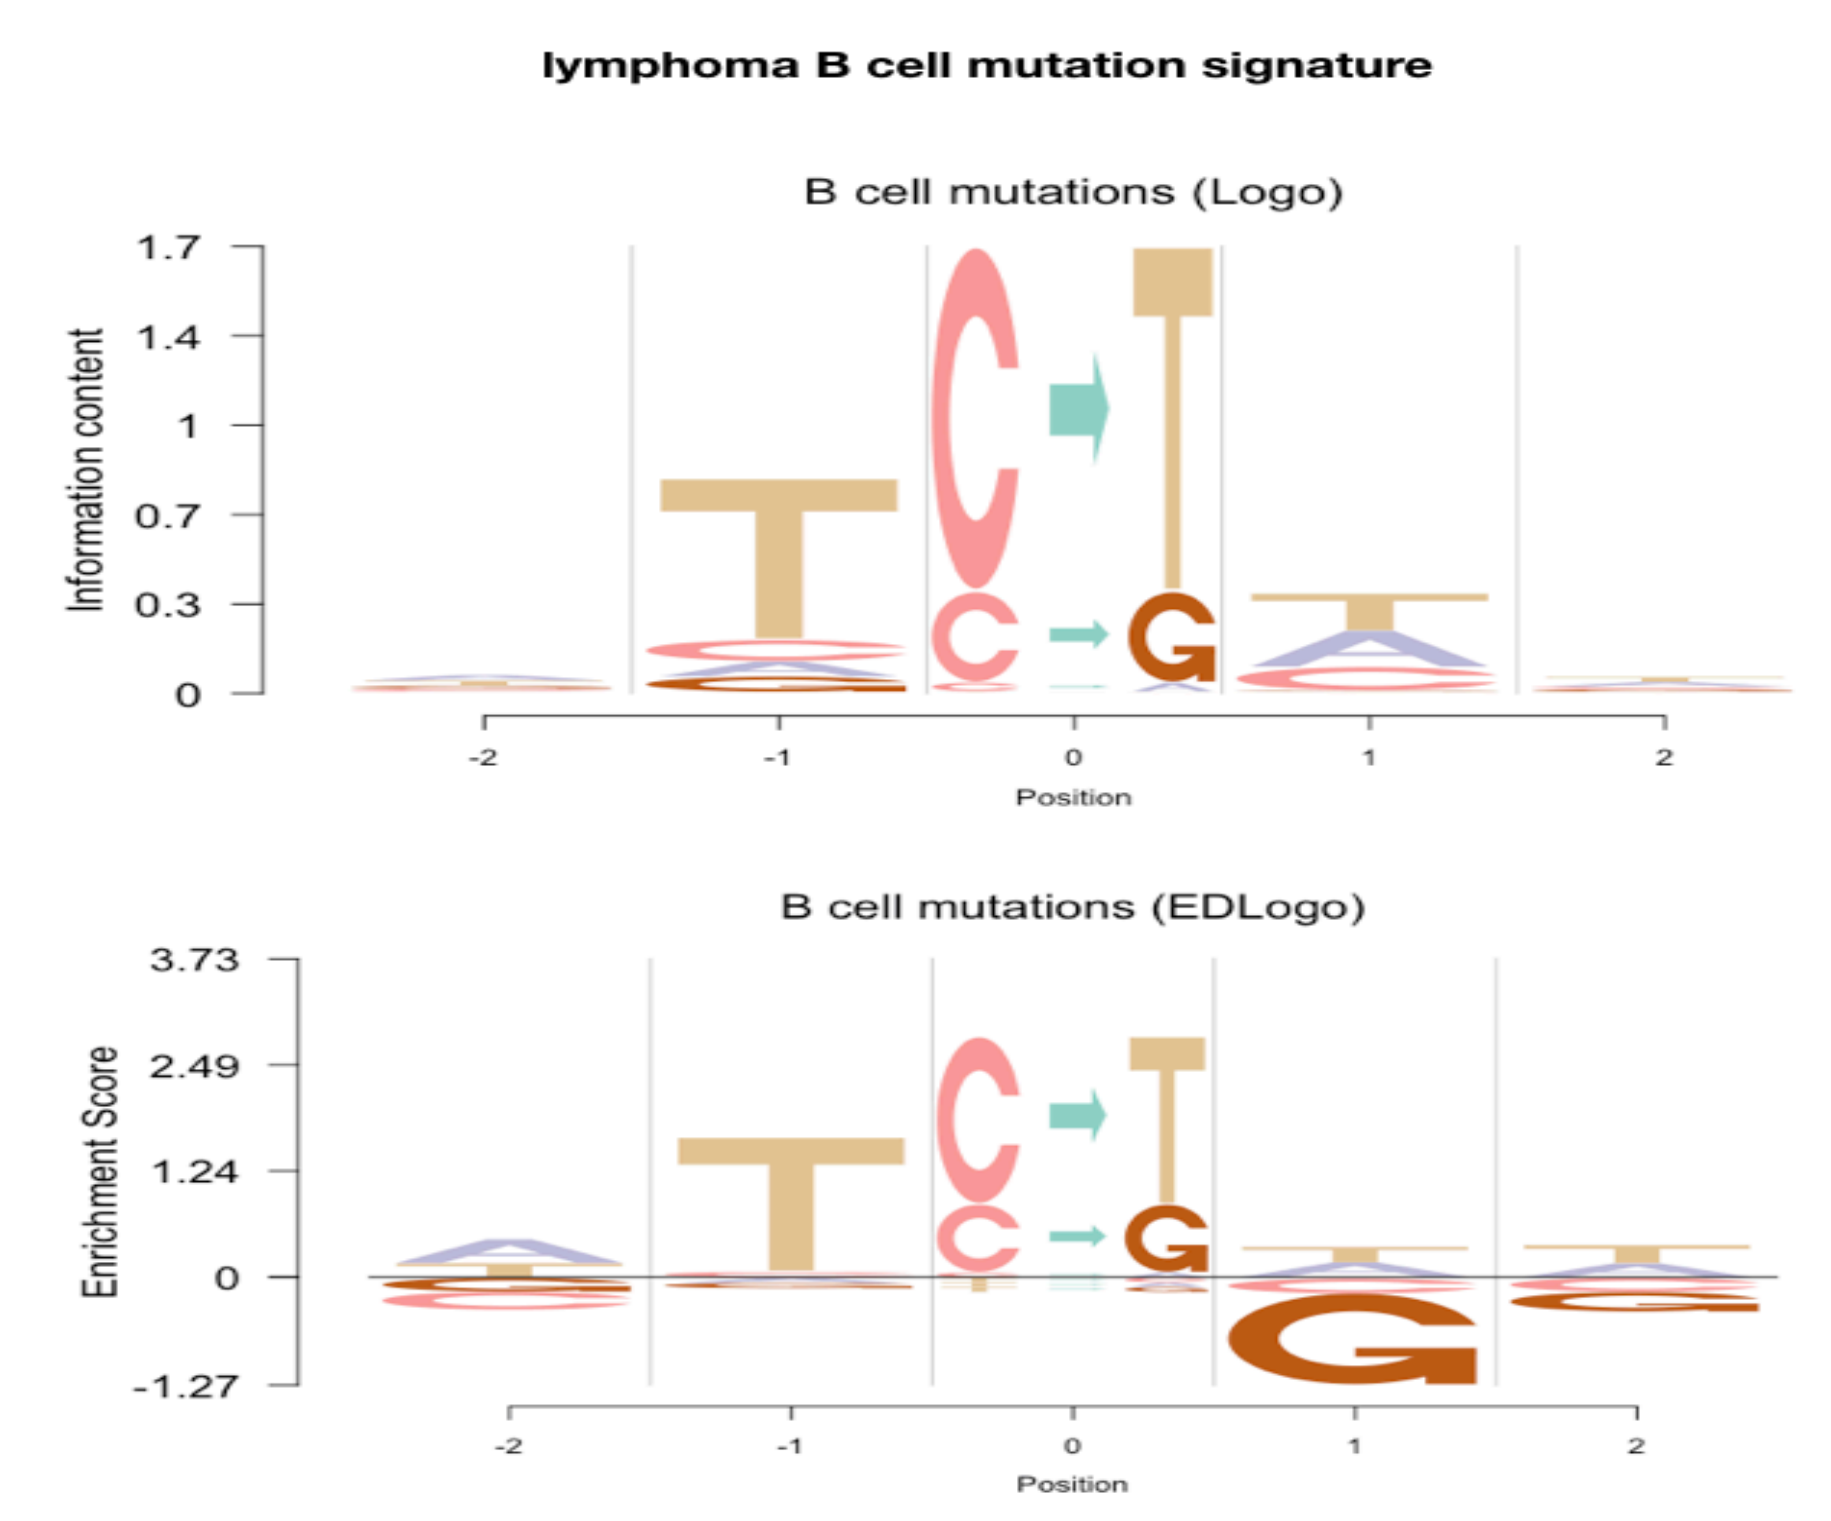 lymphoma B cell mutation signature
B cell mutations (Logo)
Information content
1.7
1.4
1
0.7
0.3
0
A T C
T C A G
C → T
C → G
C → A
T A C
T A C
-2 -1 0 1 2
Position
B cell mutations (EDLogo)
Enrichment Score
3.73
2.49
1.24
0
-1.27
A T G C
T C A G
C → T
C → G
T A C G
T A C G
-2 -1 0 1 2
Position